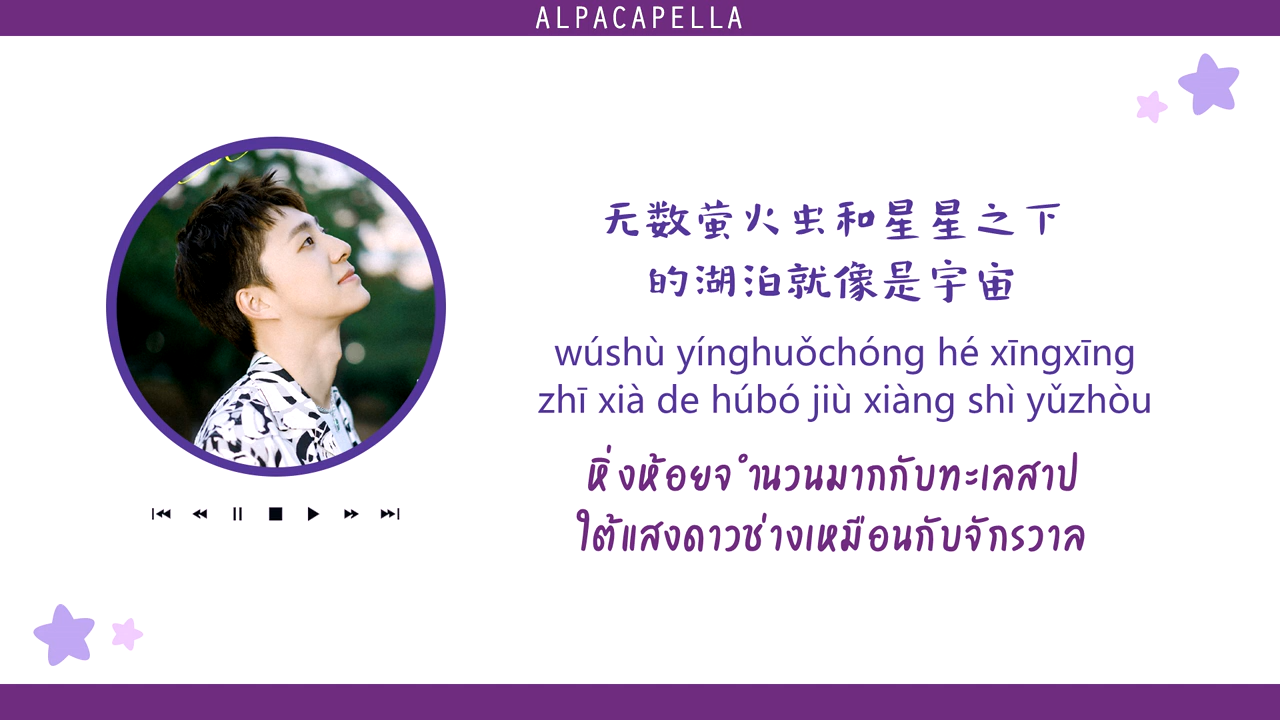 ALPACAPELLA
无数萤火虫和星星之下
的湖泊就像是宇宙
wúshù yínghuǒchóng hé xīngxīng
zhī xià de húbó jiù xiàng shì yǔzhòu
หิ่งห้อยจำนวนมากกับทะเลสาป
ใต้แสงดาวช่างเหมือนกับจักรวาล